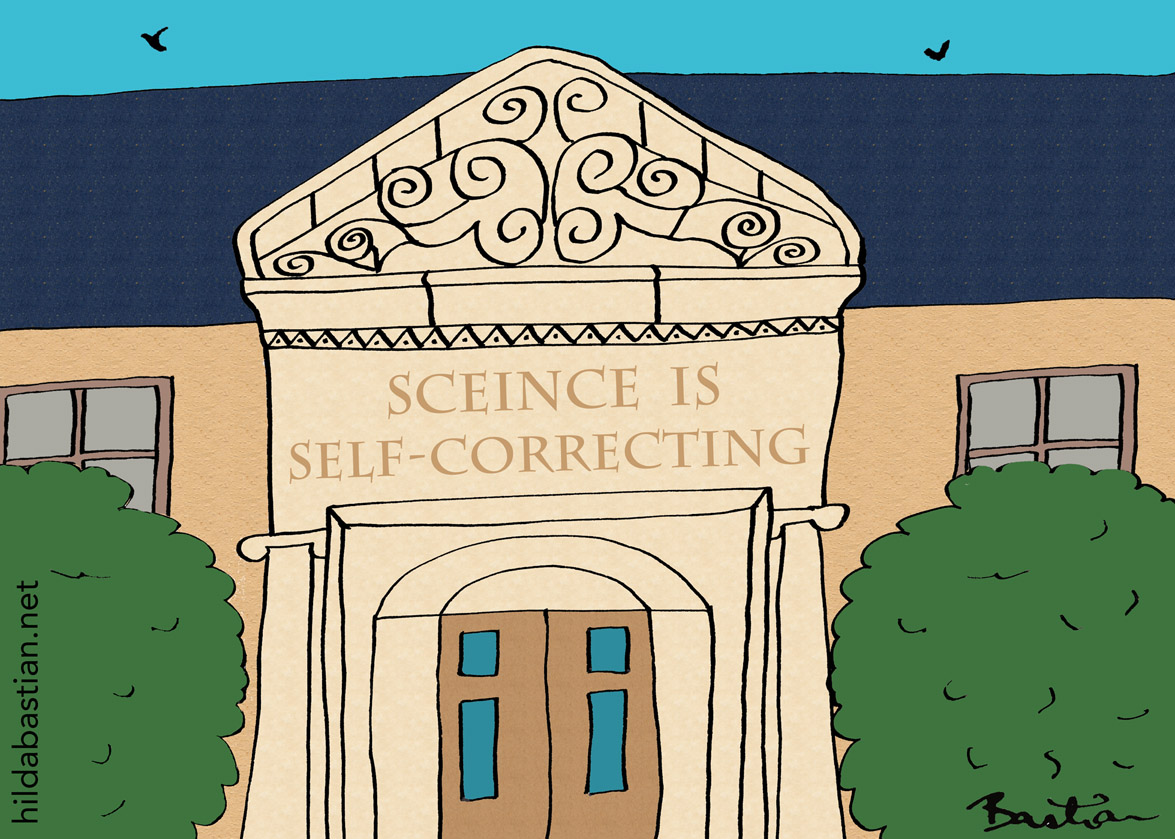 SCEINCE IS
SELF-CORRECTING
hildabastian.net
Bastian